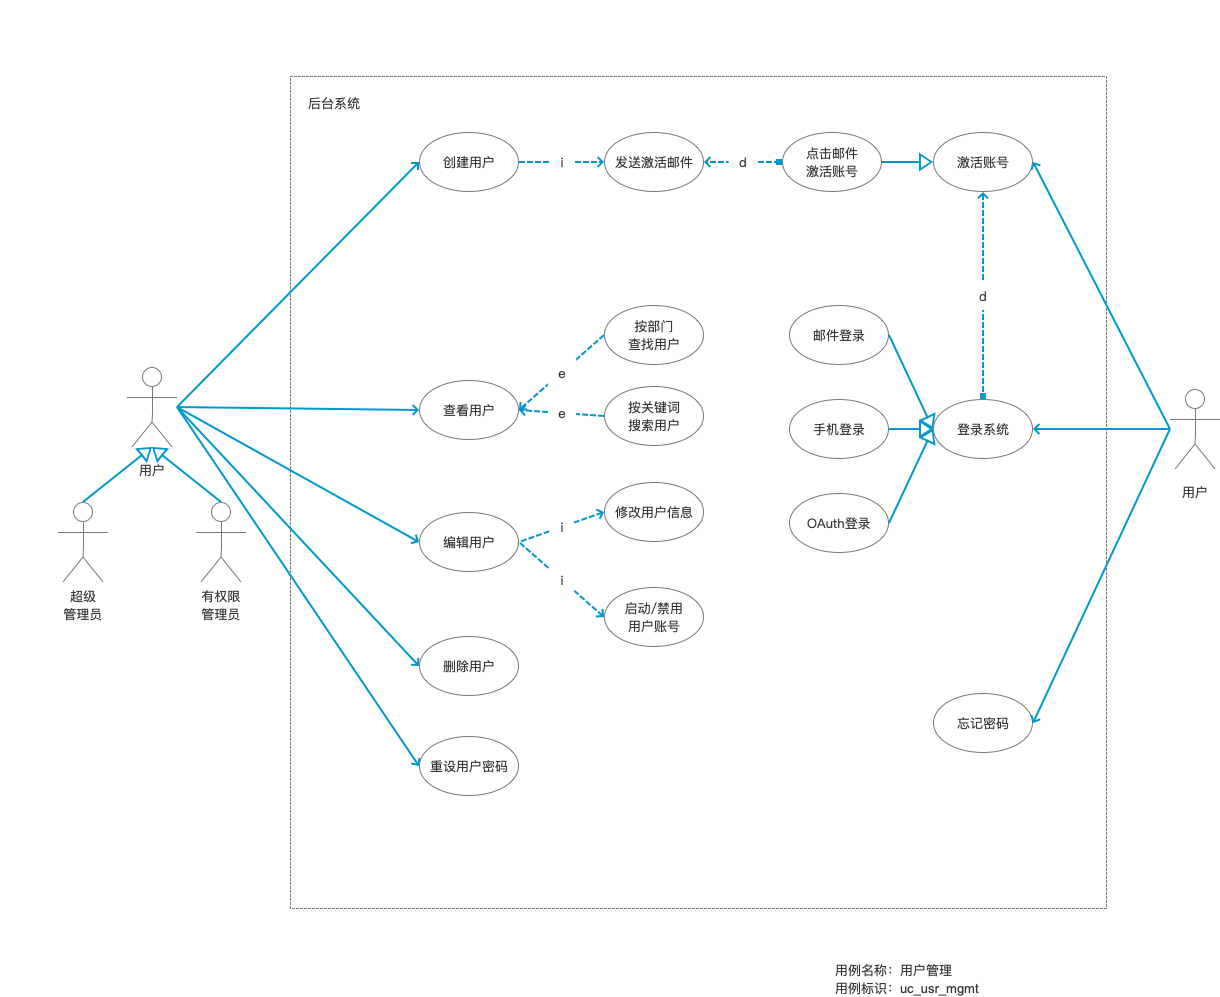 后台系统
创建用户
i
发送激活邮件
d
点击邮件
激活账号
激活账号
d
按部门
查找用户
邮件登录
e
查看用户
e
按关键词
搜索用户
手机登录
登录系统
用户
用户
修改用户信息
OAuth登录
i
编辑用户
i
超级
管理员
有权限
管理员
启动/禁用
用户账号
删除用户
忘记密码
重设用户密码
用例名称：用户管理
用例标识：uc_usr_mgmt